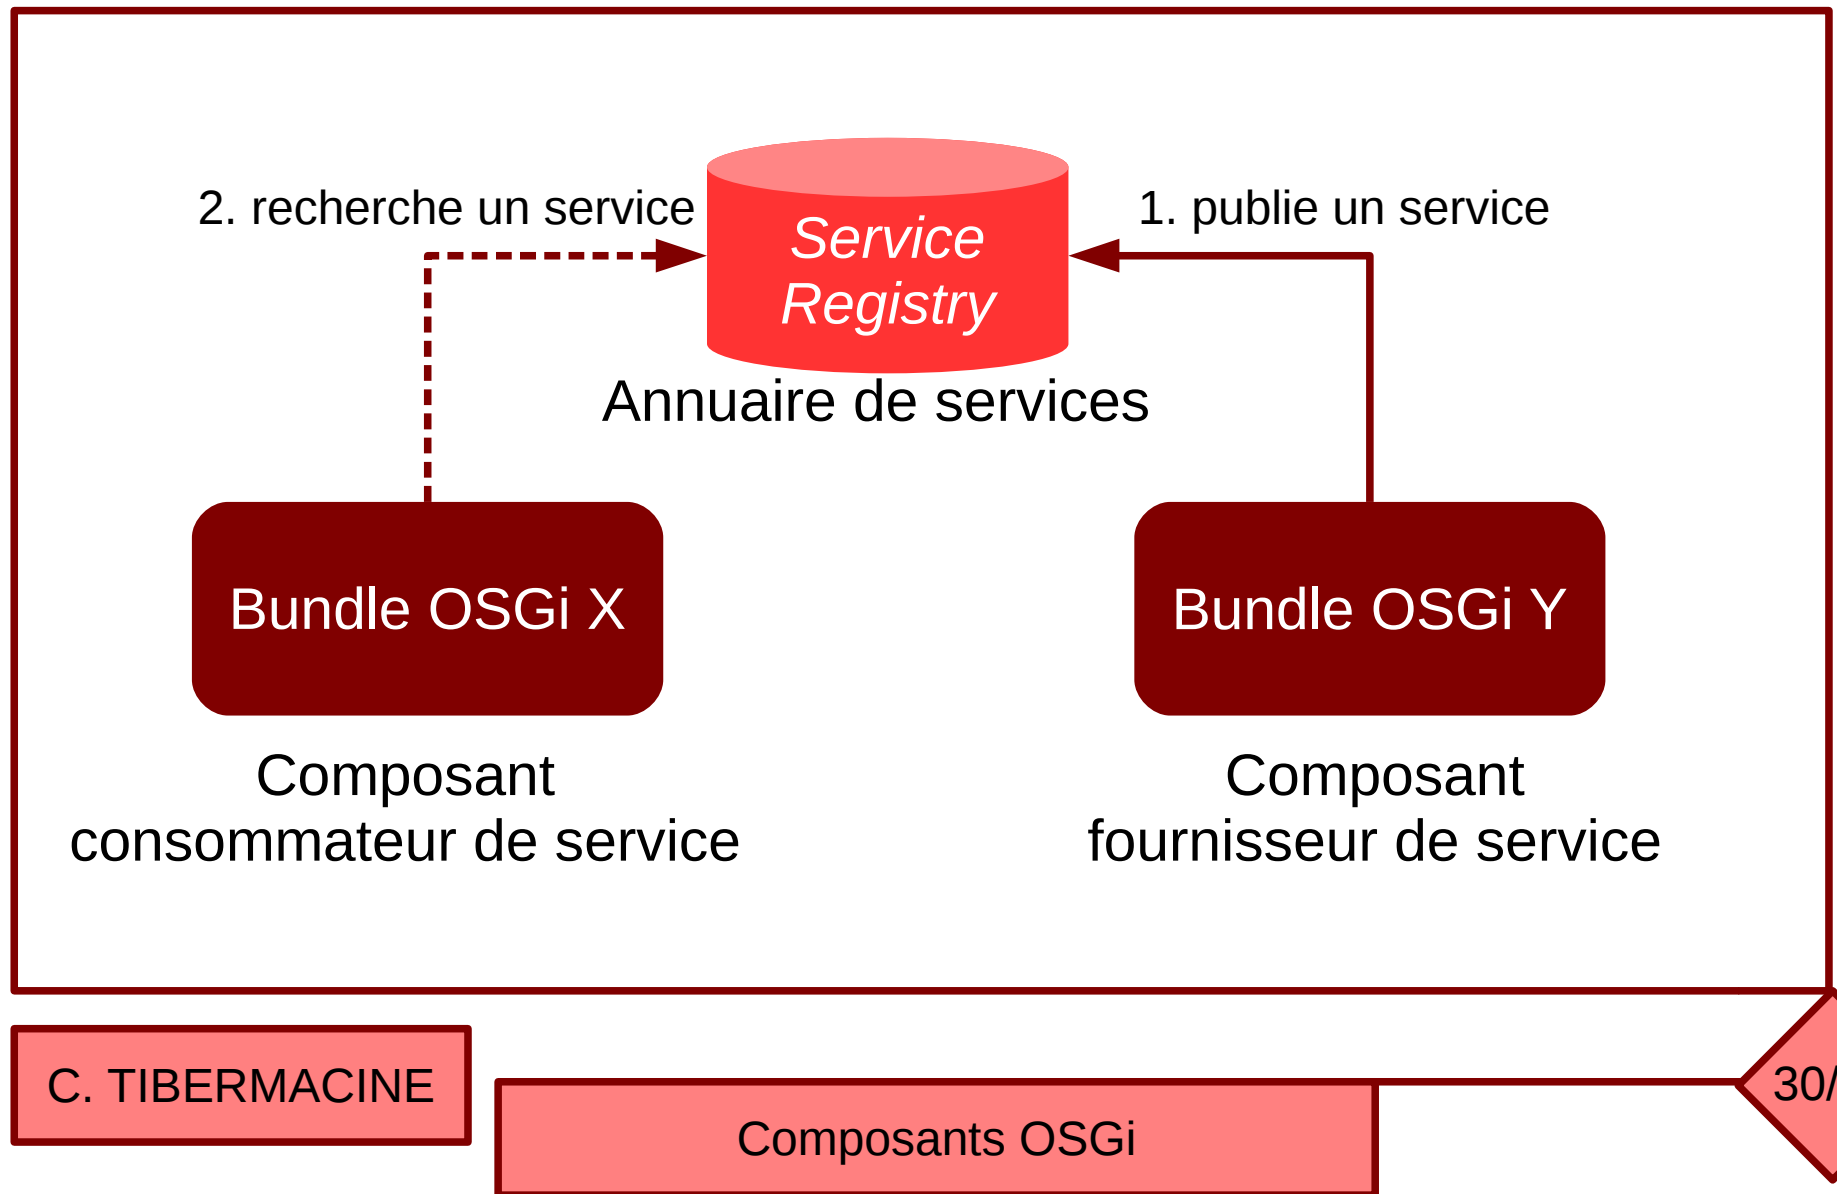 2. recherche un service
1. publie un service
Service
Registry
Annuaire de services
Bundle OSGi X
Bundle OSGi Y
Composant
consommateur de service
Composant
fournisseur de service
C. TIBERMACINE
Composants OSGi
30/